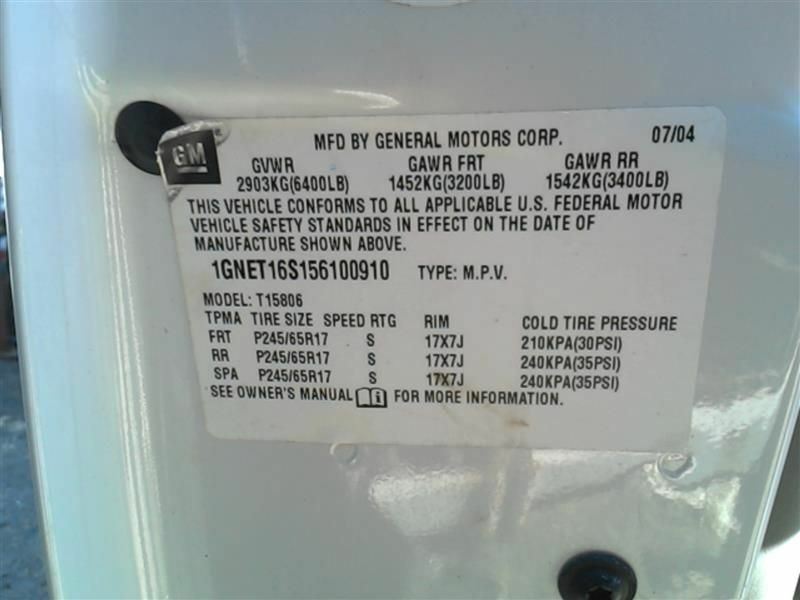 MFD BY GENERAL MOTORS CORP. 07/04
GM
GVWR GAWR FRT GAWR RR
2903KG(6400LB) 1452KG(3200LB) 1542KG(3400LB)
THIS VEHICLE CONFORMS TO ALL APPLICABLE U.S. FEDERAL MOTOR
VEHICLE SAFETY STANDARDS IN EFFECT ON THE DATE OF
MANUFACTURE SHOWN ABOVE.
1GNET16S156100910 TYPE: M.P.V.
MODEL: T15806
TPMA TIRE SIZE SPEED RTG RIM COLD TIRE PRESSURE
FRT P245/65R17 S 17X7J 210KPA(30PSI)
RR P245/65R17 S 17X7J 240KPA(35PSI)
SPA P245/65R17 S 17X7J 240KPA(35PSI)
SEE OWNER'S MANUAL FOR MORE INFORMATION.